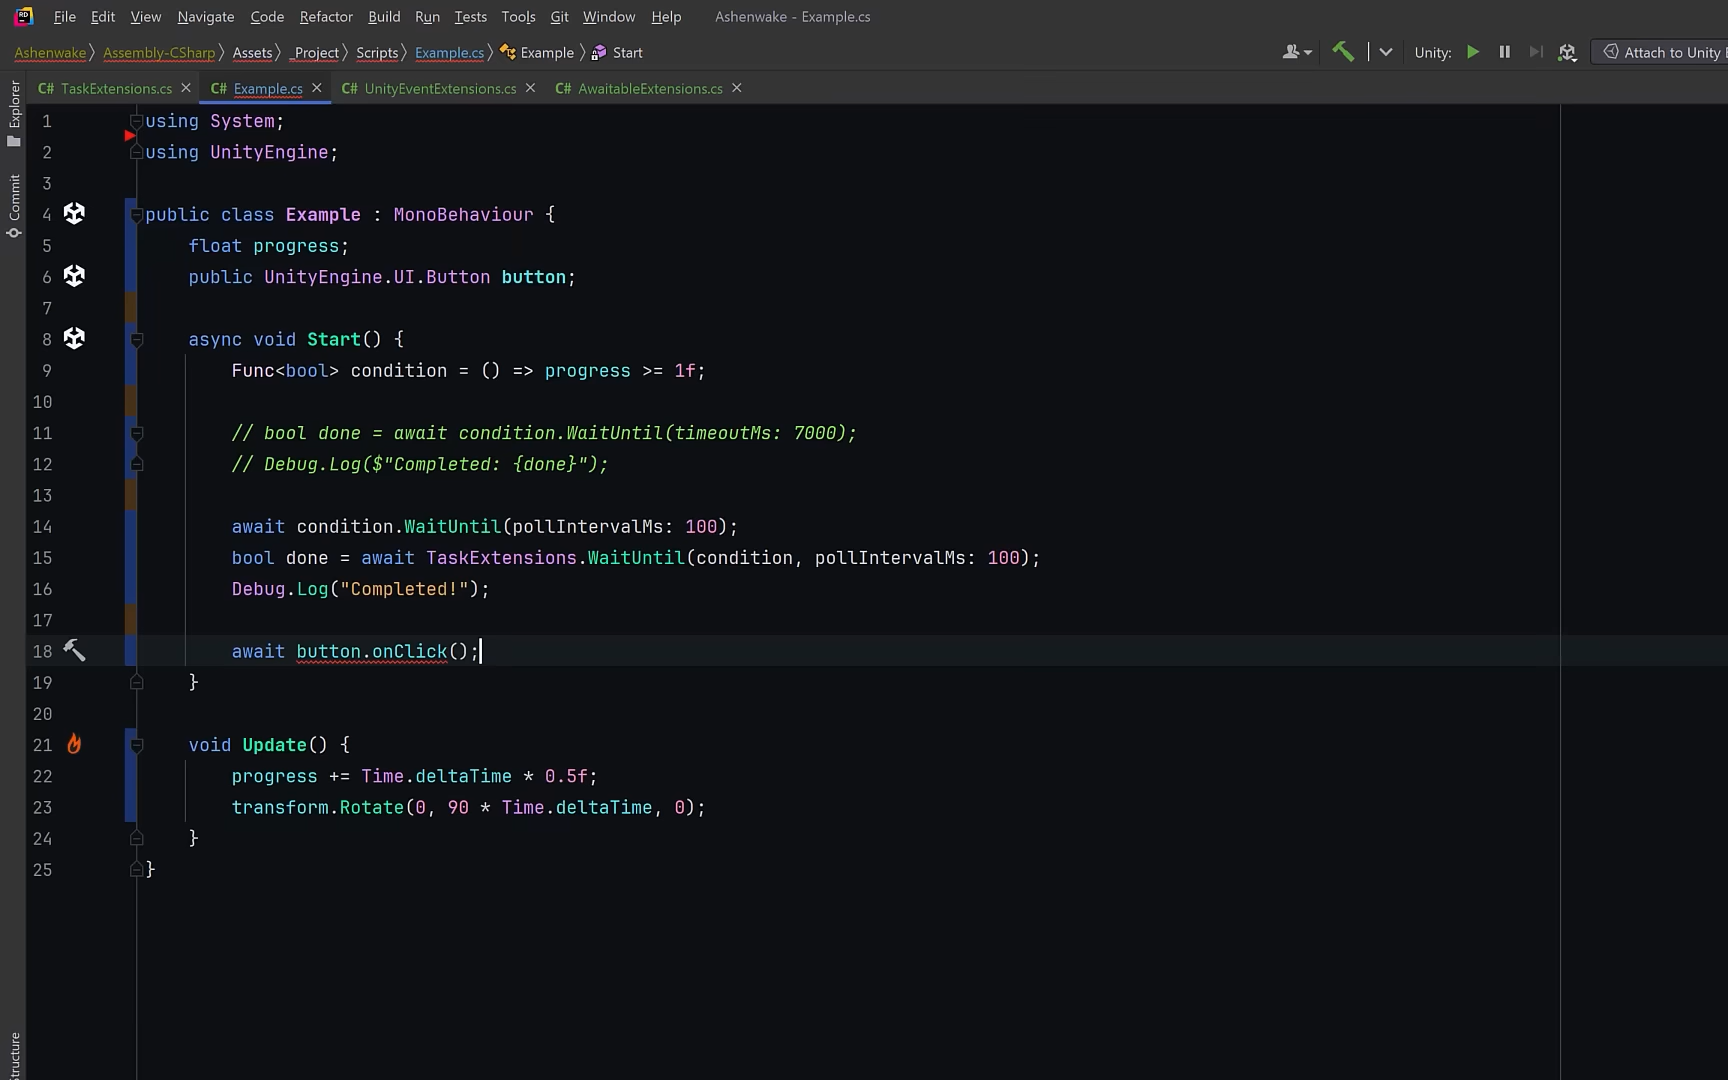 RD File Edit View Navigate Code Refactor Build Run Tests Tools Git Window Help Ashenwake - Example.cs
Ashenwake Assembly-CSharp Assets _Project Scripts Example.cs Example Start Unity: Attach to Unity E
C# TaskExtensions.cs C# Example.cs C# UnityEventExtensions.cs C# AwaitableExtensions.cs
Explorer
Commit
Structure
1 using System;
2 using UnityEngine;
3
4 public class Example : MonoBehaviour {
5 float progress;
6 public UnityEngine.UI.Button button;
7
8 async void Start() {
9 Func<bool> condition = () => progress >= 1f;
10
11 // bool done = await condition.WaitUntil(timeoutMs: 7000);
12 // Debug.Log($"Completed: {done}");
13
14 await condition.WaitUntil(pollIntervalMs: 100);
15 bool done = await TaskExtensions.WaitUntil(condition, pollIntervalMs: 100);
16 Debug.Log("Completed!");
17
18 await button.onClick();
19 }
20
21 void Update() {
22 progress += Time.deltaTime * 0.5f;
23 transform.Rotate(0, 90 * Time.deltaTime, 0);
24 }
25 }